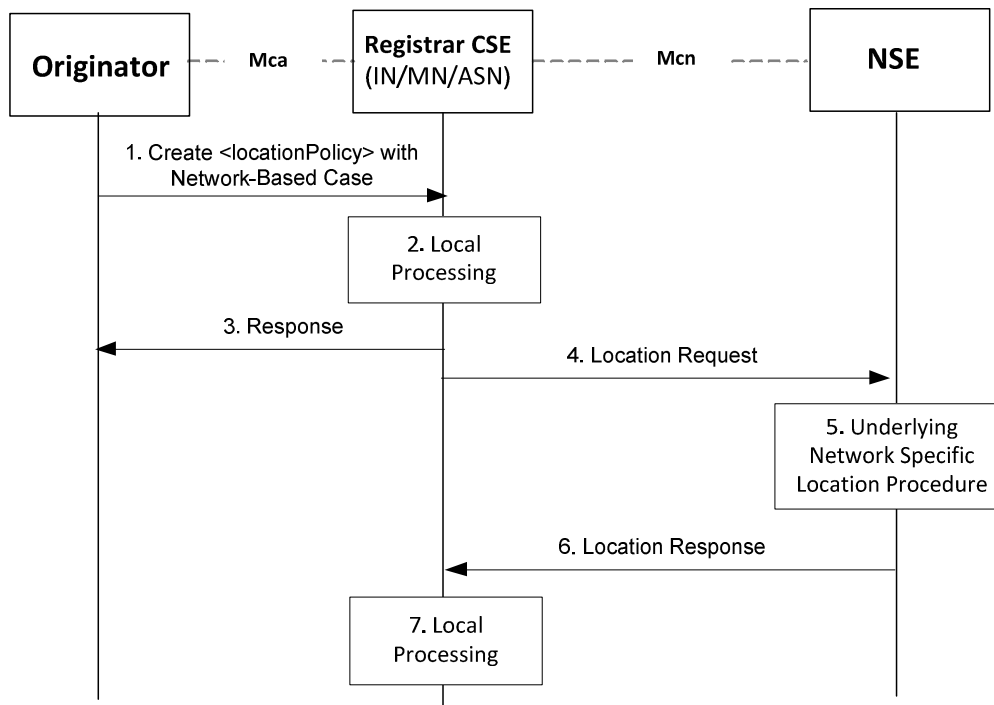 Originator
Mca
Registrar CSE
(IN/MN/ASN)
Mcn
NSE
1. Create <locationPolicy> with
Network-Based Case
2. Local
Processing
3. Response
4. Location Request
5. Underlying
Network Specific
Location Procedure
6. Location Response
7. Local
Processing